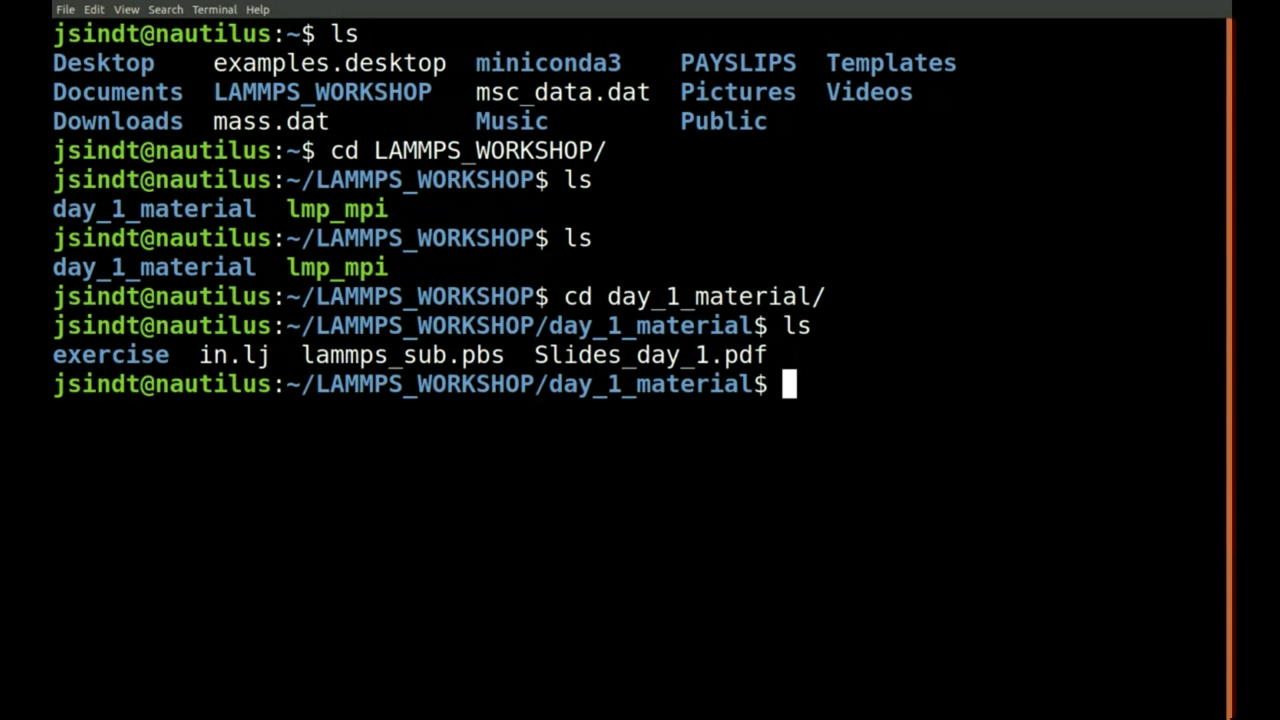 File Edit View Search Terminal Help
jsindt@nautilus:~$ ls
Desktop examples.desktop miniconda3 PAYSLIPS Templates
Documents LAMMPS_WORKSHOP msc_data.dat Pictures Videos
Downloads mass.dat Music Public
jsindt@nautilus:~$ cd LAMMPS_WORKSHOP/
jsindt@nautilus:~/LAMMPS_WORKSHOP$ ls
day_1_material lmp_mpi
jsindt@nautilus:~/LAMMPS_WORKSHOP$ ls
day_1_material lmp_mpi
jsindt@nautilus:~/LAMMPS_WORKSHOP$ cd day_1_material/
jsindt@nautilus:~/LAMMPS_WORKSHOP/day_1_material$ ls
exercise in.lj lammps_sub.pbs Slides_day_1.pdf
jsindt@nautilus:~/LAMMPS_WORKSHOP/day_1_material$